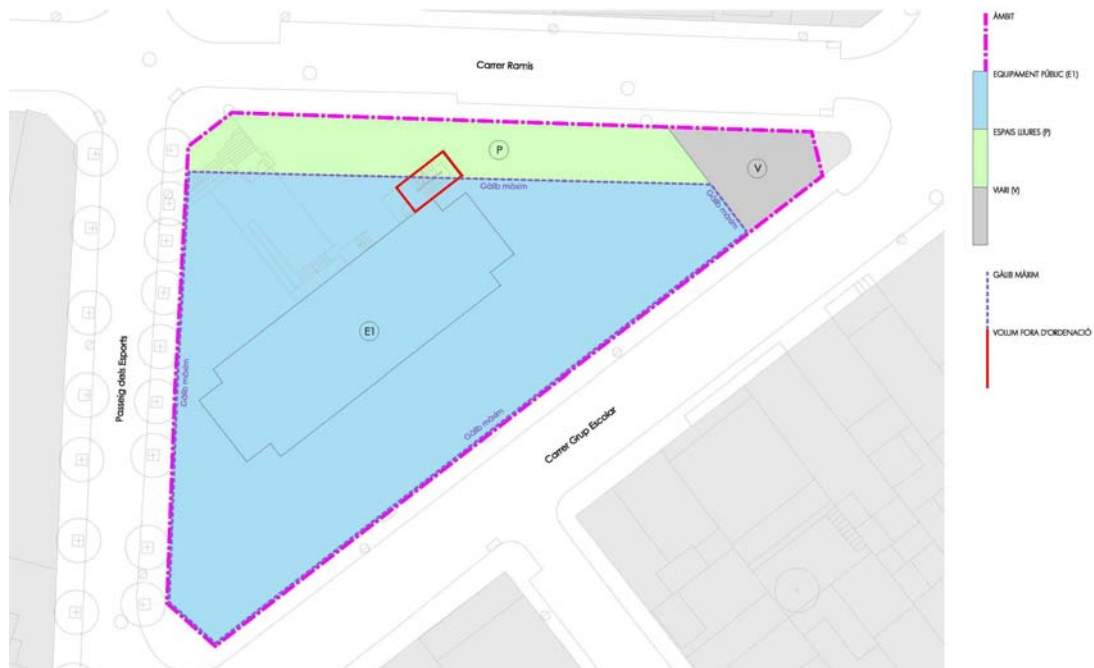 Carrer Ramis
P
V
Gàlib màxim
Gàlib màxim
E1
Passeig dels Esports
Gàlib màxim
Gàlib màxim
Carrer Grup Escolar
ÀMBIT
EQUIPAMENT PÚBLIC (E1)
ESPAIS LLIURES (P)
VIARI (V)
GÀLIB MÀXIM
VOLUM FORA D'ORDENACIÓ